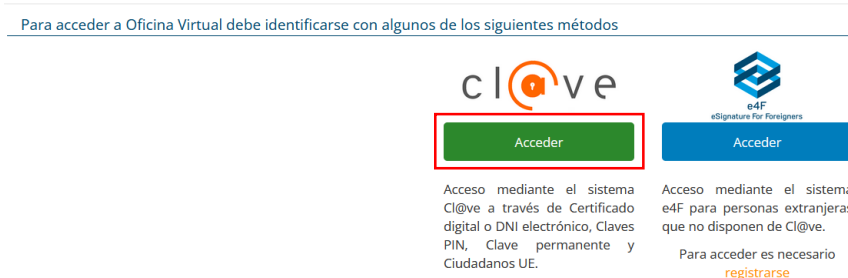 Para acceder a Oficina Virtual debe identificarse con algunos de los siguientes métodos
cl@ve
e4F
eSignature For Foreigners
Acceder
Acceder
Acceso mediante el sistema
Cl@ve a través de Certificado
digital o DNI electrónico, Claves
PIN, Clave permanente y
Ciudadanos UE.
Acceso mediante el sistema
e4F para personas extranjeras
que no disponen de Cl@ve.
Para acceder es necesario
registrarse